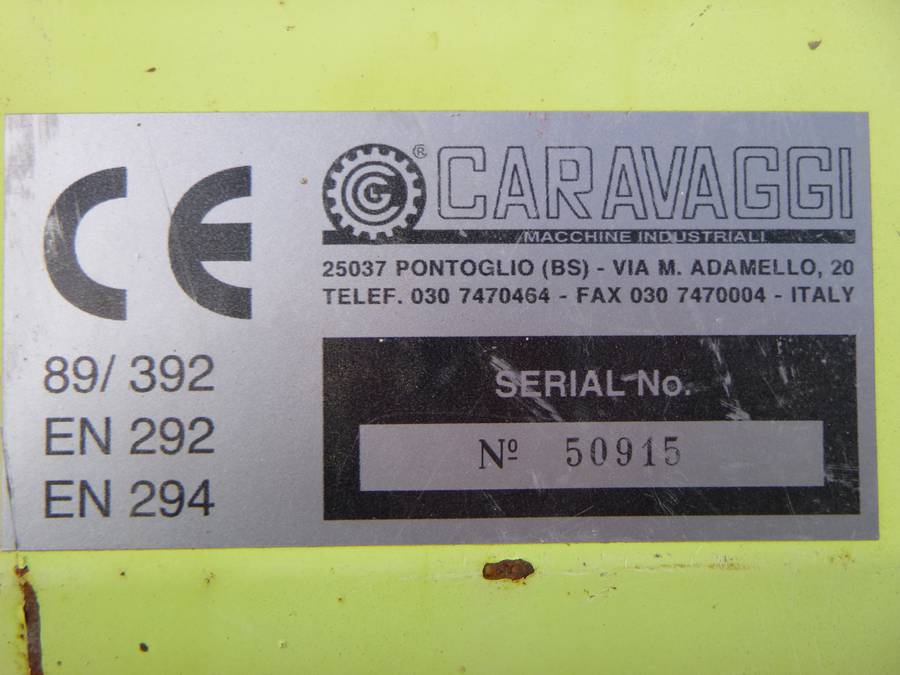 CE
89/ 392
EN 292
EN 294
® CARAVAGGI
MACCHINE INDUSTRIALI
25037 PONTOGLIO (BS) - VIA M. ADAMELLO, 20
TELEF. 030 7470464 - FAX 030 7470004 - ITALY
SERIAL No.
Nº 50915